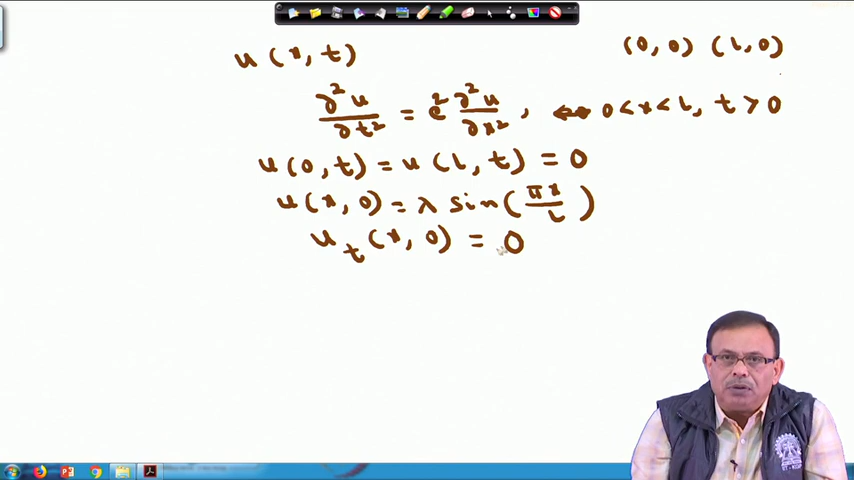 u(x, t)
(0, 0) (l, 0)
∂²u/∂t² = c² ∂²u/∂x², 0 < x < l, t > 0
u(0, t) = u(l, t) = 0
u(x, 0) = λ sin(πx/l)
u_t(x, 0) = 0